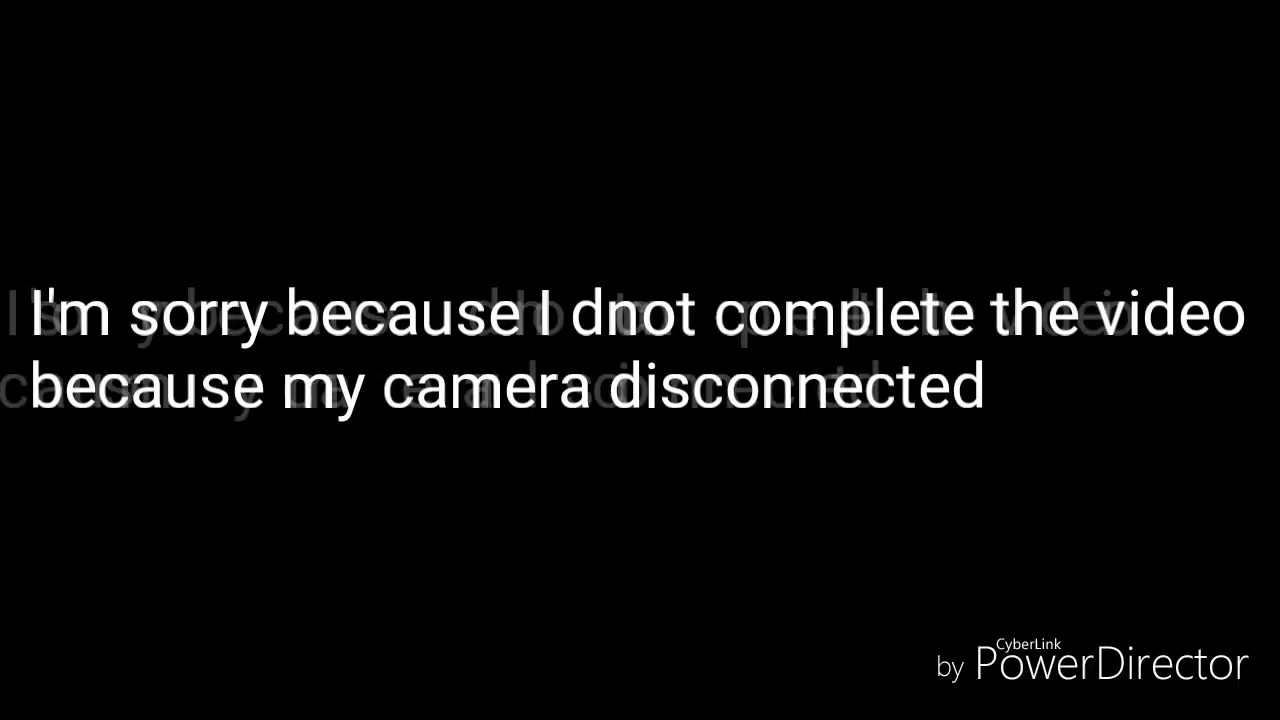 I'm sorry because I dnot complete the video
because my camera disconnected
CyberLink
by PowerDirector